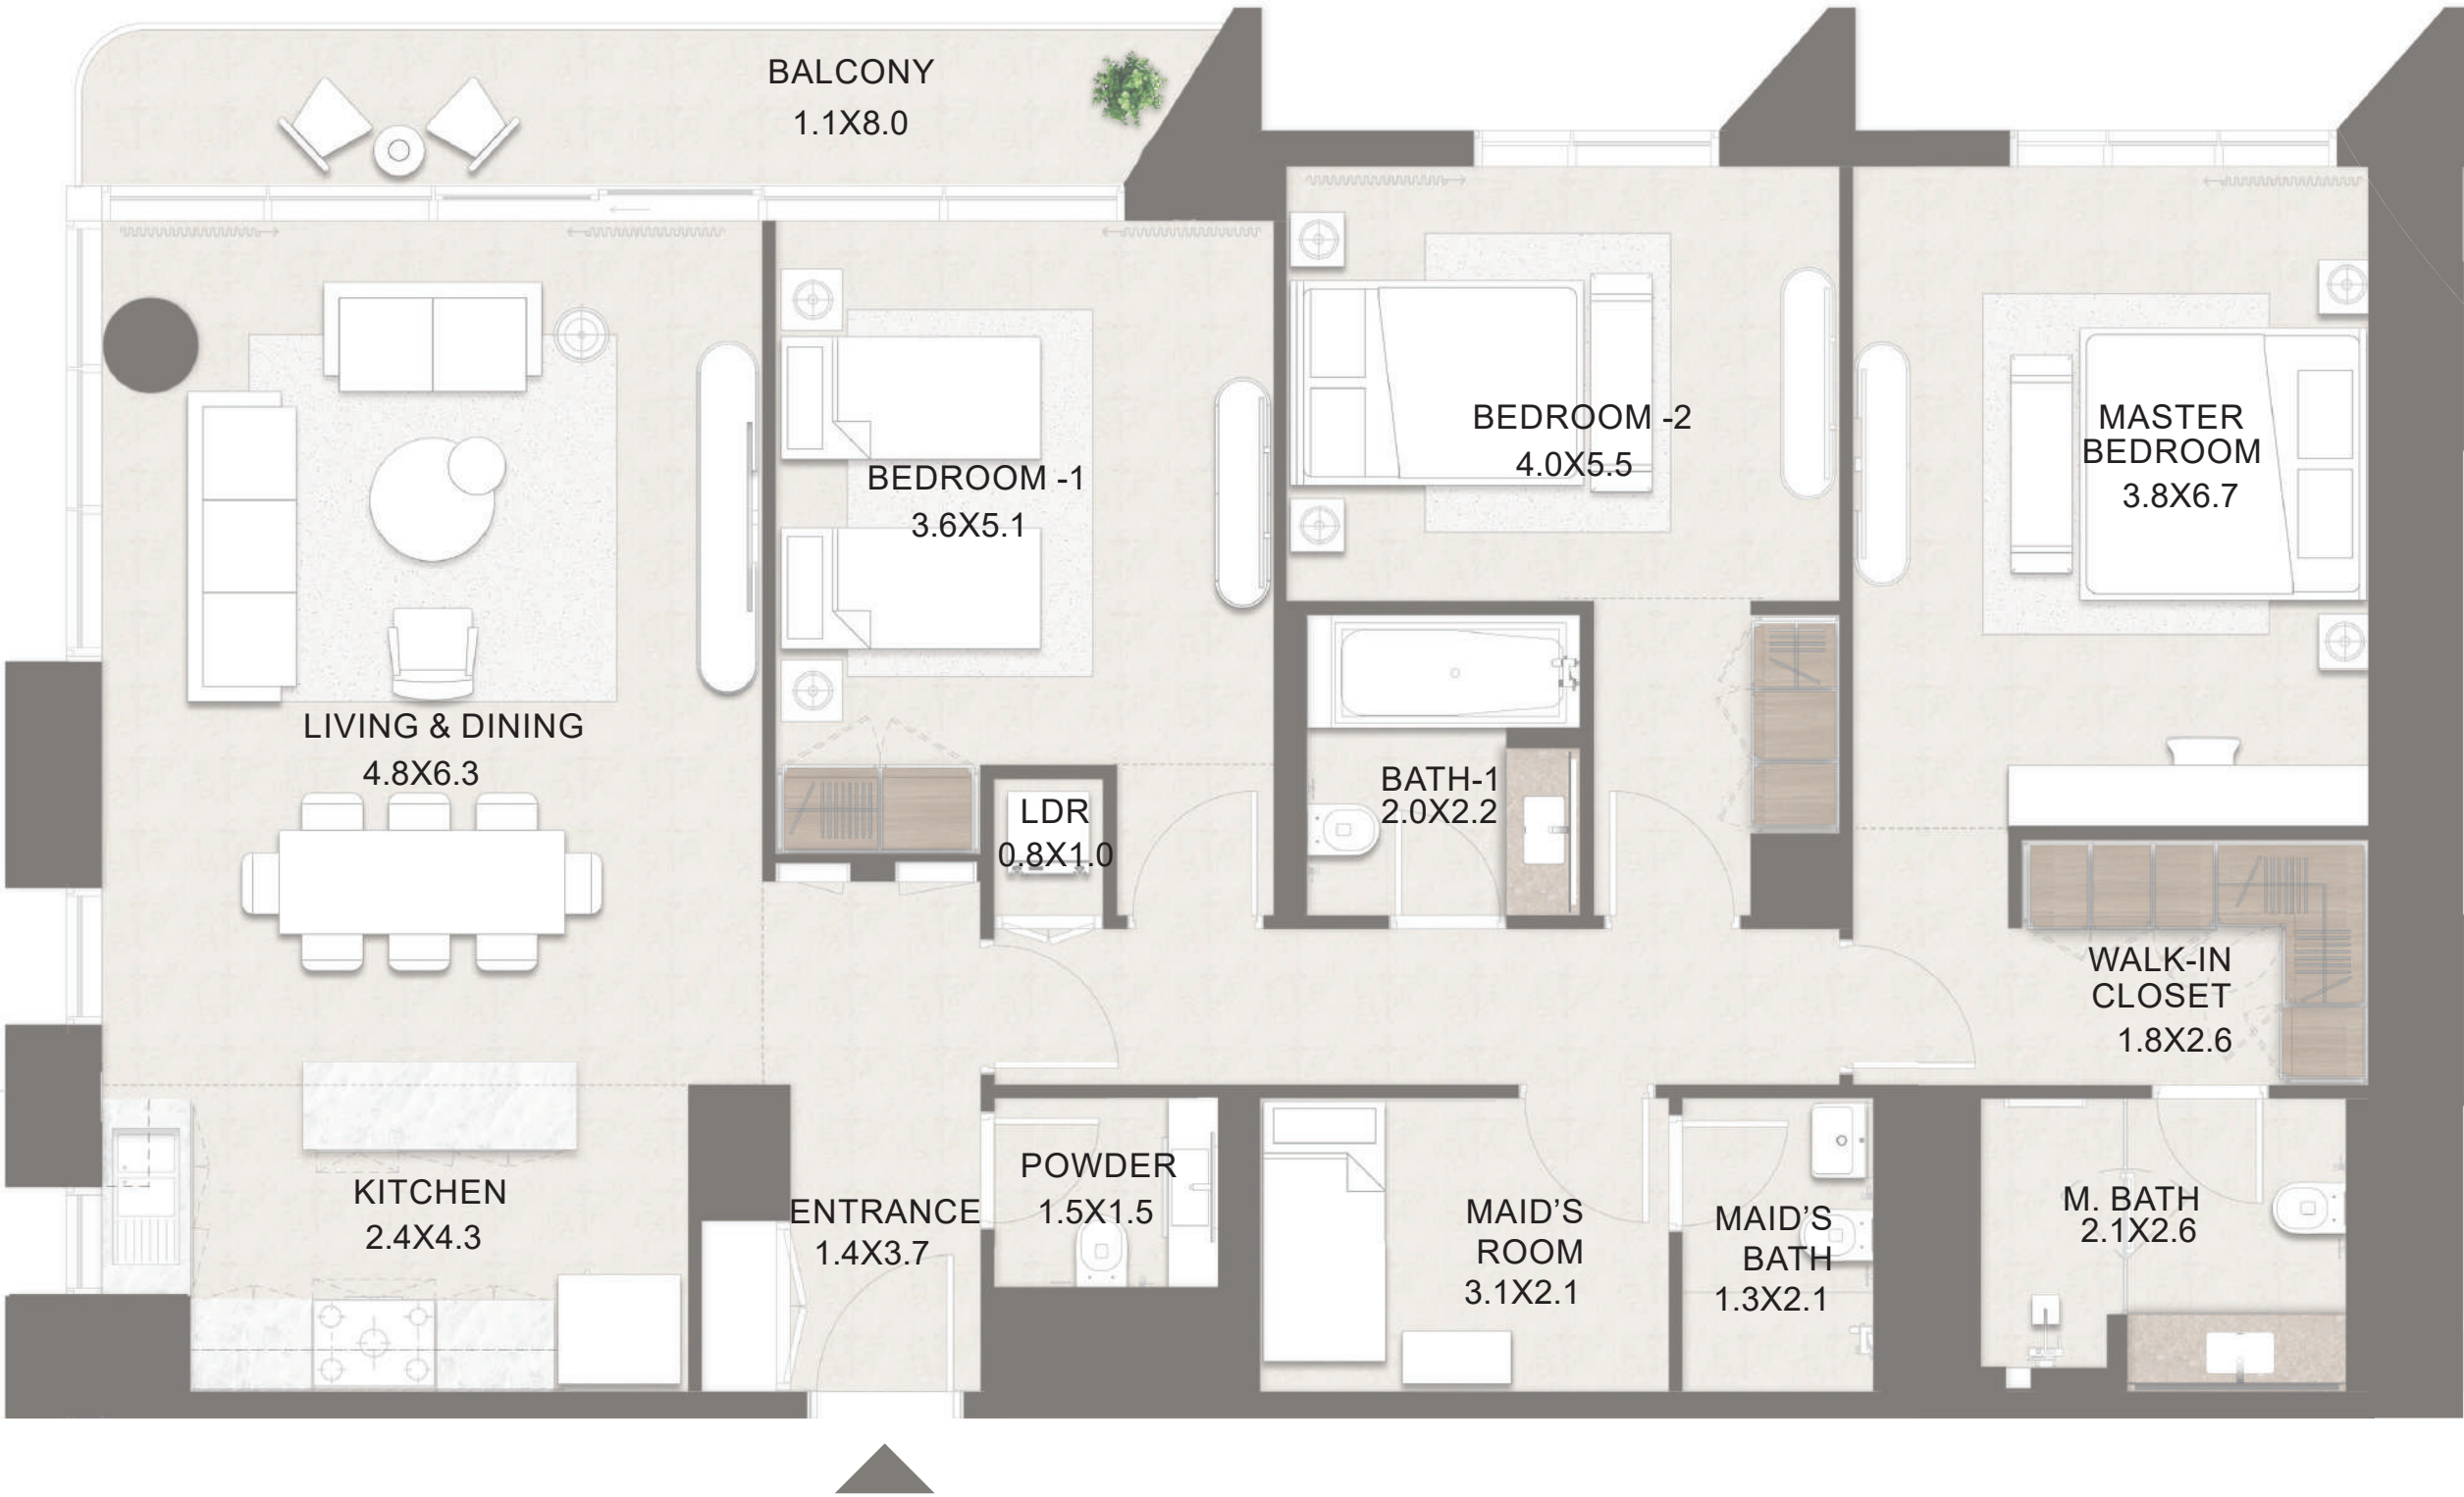 BALCONY
1.1X8.0
BEDROOM -2
4.0X5.5
MASTER
BEDROOM
3.8X6.7
BEDROOM -1
3.6X5.1
LIVING & DINING
4.8X6.3
LDR
0.8X1.0
BATH-1
2.0X2.2
WALK-IN
CLOSET
1.8X2.6
KITCHEN
2.4X4.3
ENTRANCE
1.4X3.7
POWDER
1.5X1.5
MAID’S
ROOM
3.1X2.1
MAID’S
BATH
1.3X2.1
M. BATH
2.1X2.6